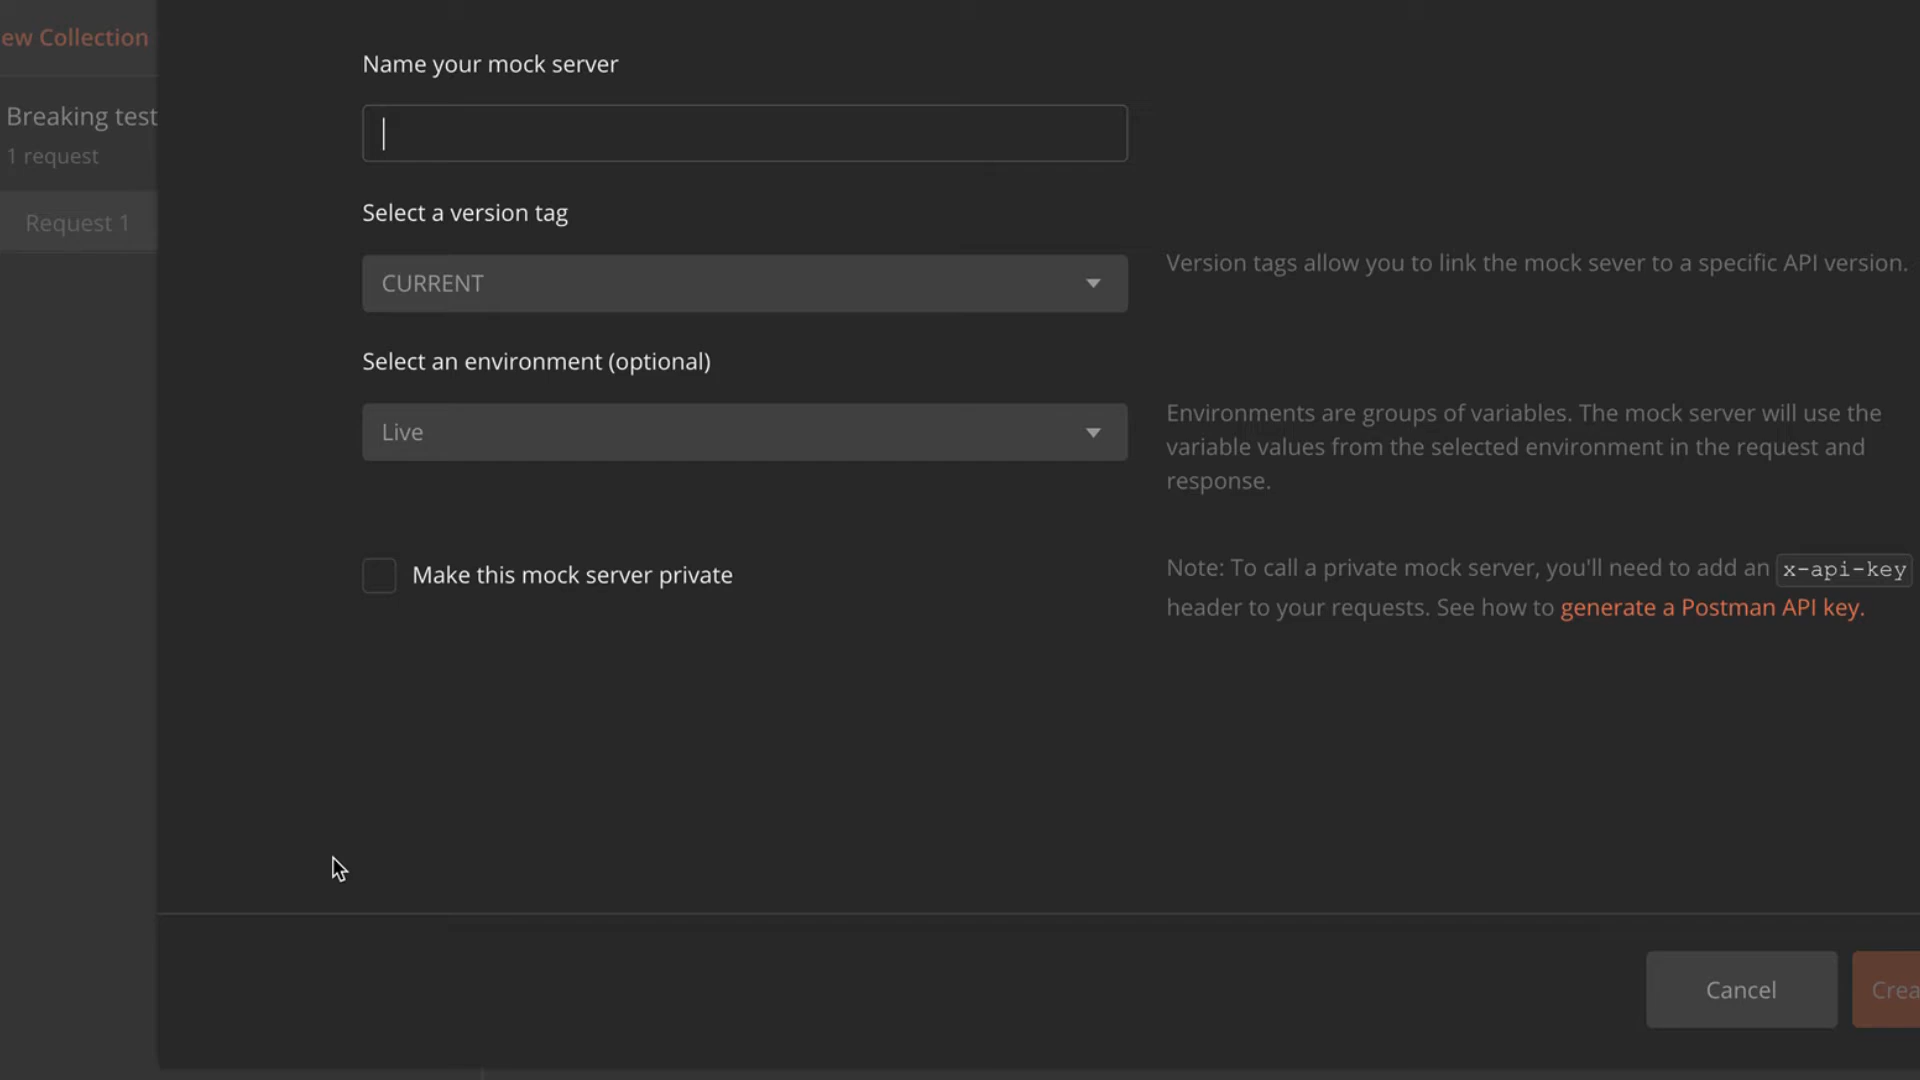 ew Collection
Breaking test
1 request
Request 1
Name your mock server
Select a version tag
CURRENT
Version tags allow you to link the mock sever to a specific API version.
Select an environment (optional)
Live
Environments are groups of variables. The mock server will use the
variable values from the selected environment in the request and
response.
Make this mock server private
Note: To call a private mock server, you'll need to add an x-api-key
header to your requests. See how to generate a Postman API key.
Cancel
Crea